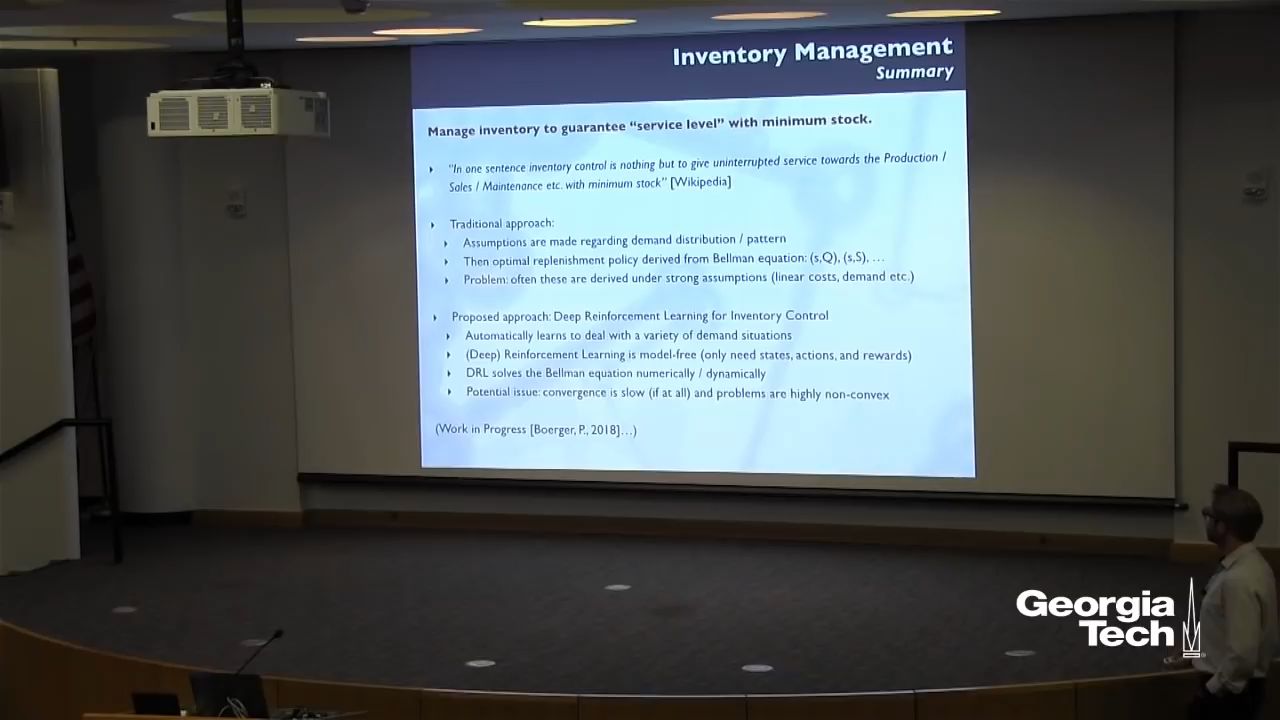 Inventory Management
Summary
Manage inventory to guarantee “service level” with minimum stock.
“In one sentence inventory control is nothing but to give uninterrupted service towards the Production /
Sales / Maintenance etc. with minimum stock” [Wikipedia]
Traditional approach:
Assumptions are made regarding demand distribution / pattern
Then optimal replenishment policy derived from Bellman equation: (s,Q), (s,S), …
Problem: often these are derived under strong assumptions (linear costs, demand etc.)
Proposed approach: Deep Reinforcement Learning for Inventory Control
Automatically learns to deal with a variety of demand situations
(Deep) Reinforcement Learning is model-free (only need states, actions, and rewards)
DRL solves the Bellman equation numerically / dynamically
Potential issue: convergence is slow (if at all) and problems are highly non-convex
(Work in Progress [Boerger, P., 2018]…)
Georgia
Tech